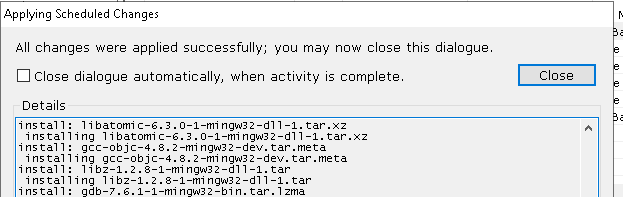 Applying Scheduled Changes
All changes were applied successfully; you may now close this dialogue.
Close dialogue automatically, when activity is complete.
Close
Details
install: libatomic-6.3.0-1-mingw32-dll-1.tar.xz
installing libatomic-6.3.0-1-mingw32-dll-1.tar.xz
install: gcc-objc-4.8.2-mingw32-dev.tar.meta
installing gcc-objc-4.8.2-mingw32-dev.tar.meta
install: libz-1.2.8-1-mingw32-dll-1.tar
installing libz-1.2.8-1-mingw32-dll-1.tar
install: gdb-7.6.1-1-mingw32-bin.tar.lzma